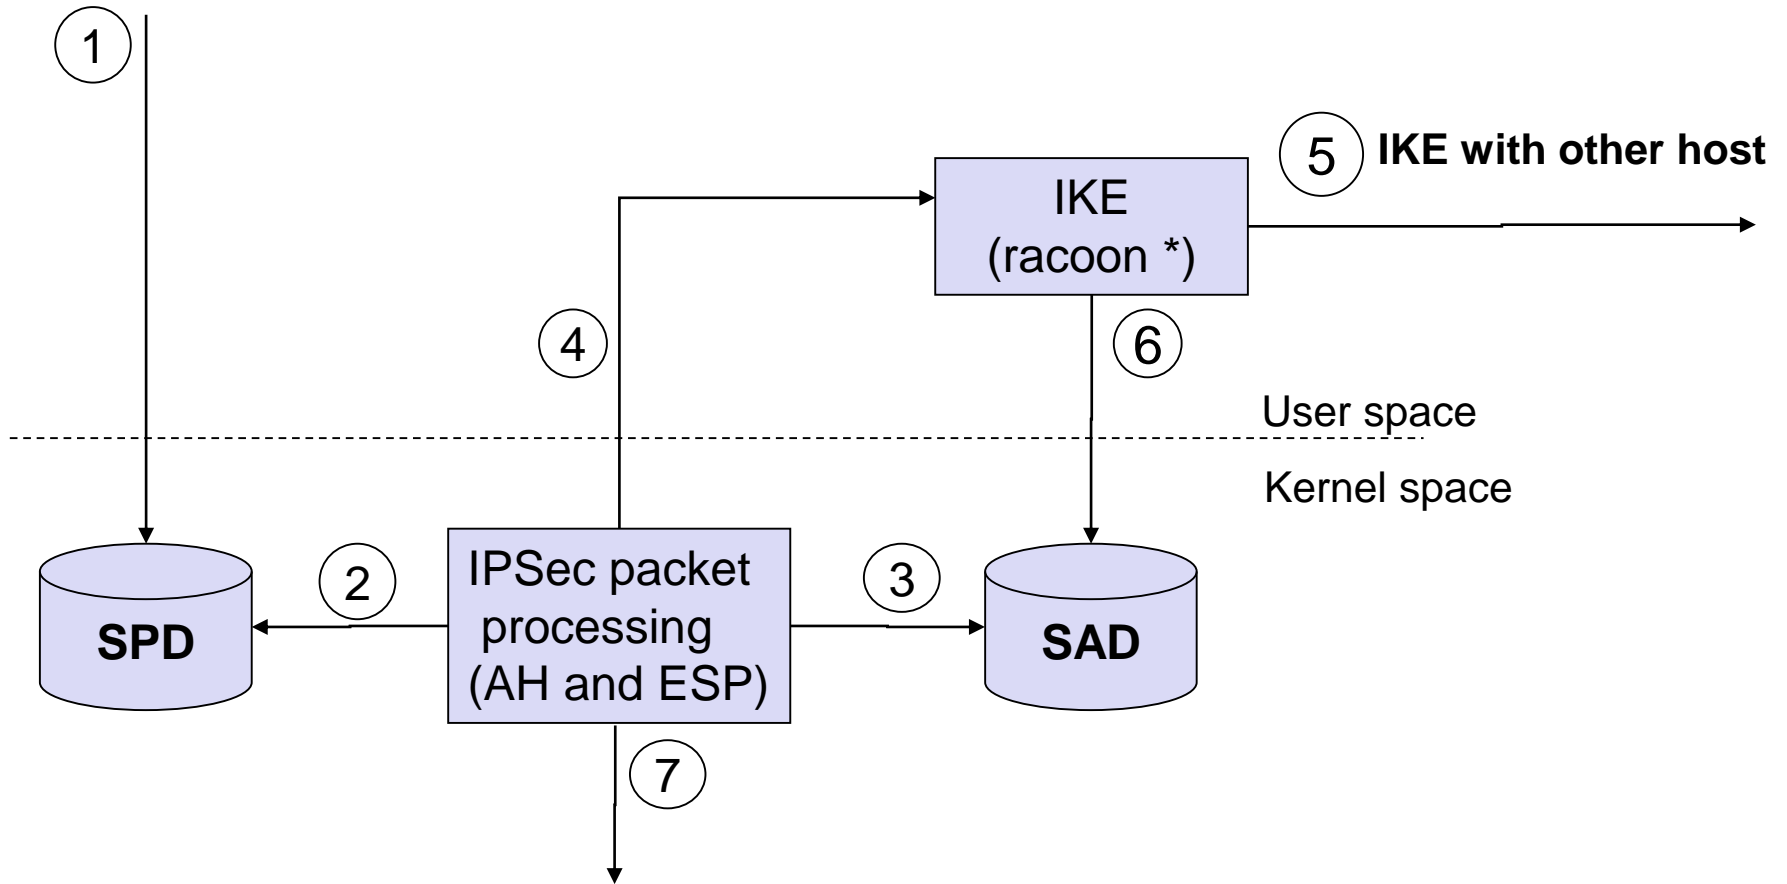 1
5
IKE with other host
IKE
(racoon *)
4
6
User space
Kernel space
2
IPSec packet
processing
(AH and ESP)
3
SPD
SAD
7